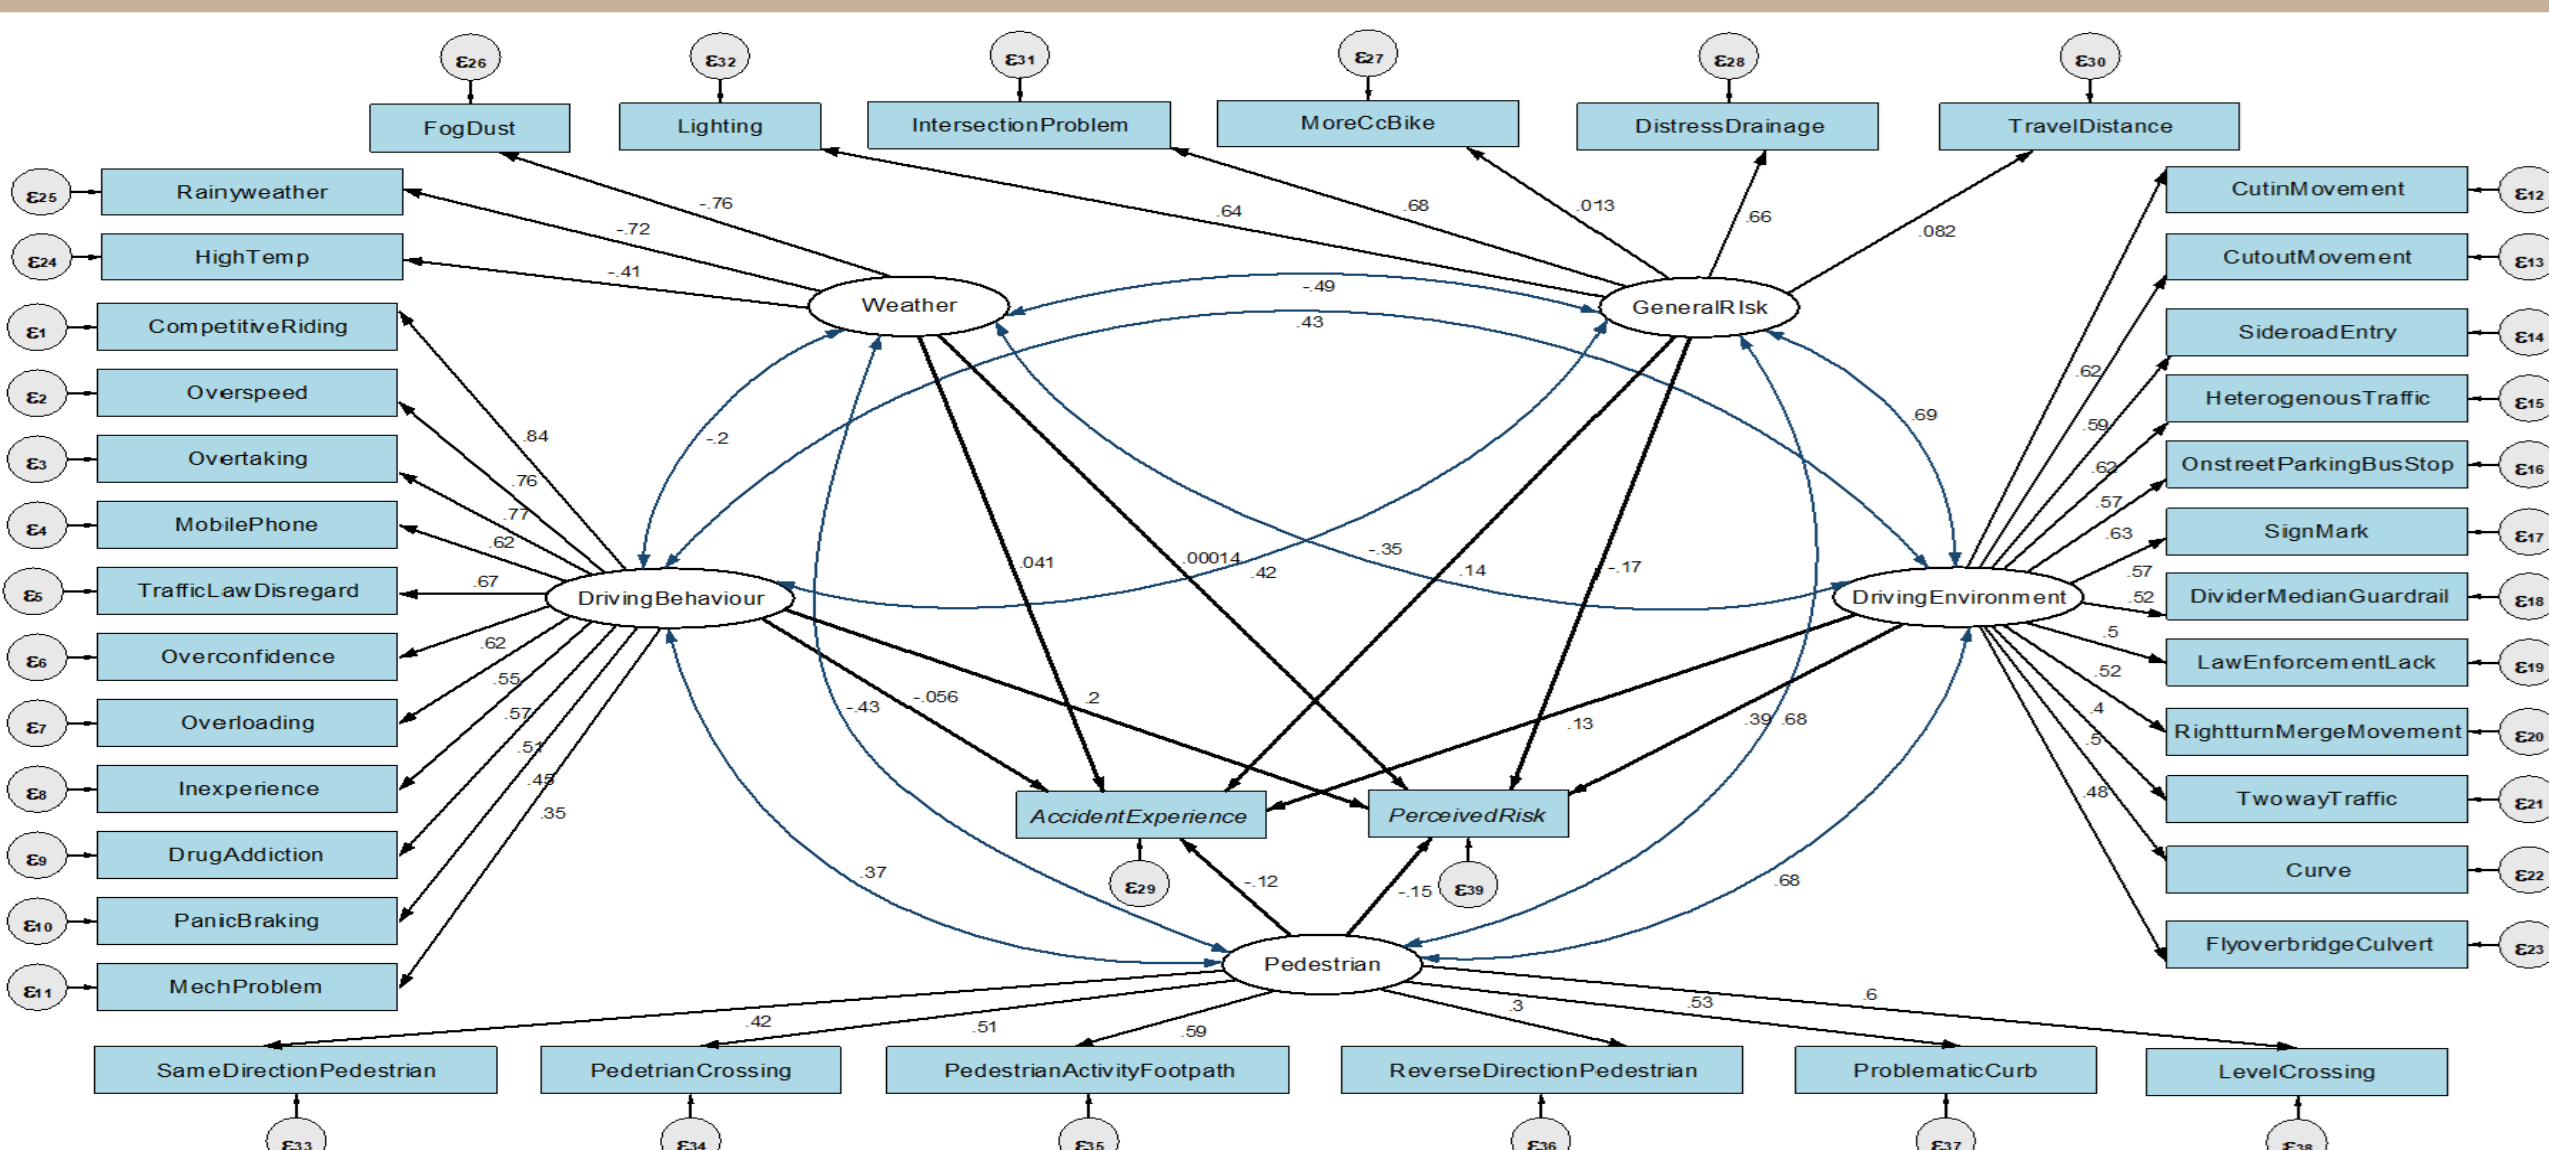 ε26
ε32
ε31
ε27
ε28
ε30
FogDust
Lighting
IntersectionProblem
MoreCcBike
DistressDrainage
TravelDistance
ε25
Rainyweather
CutinMovement
ε12
-.76
.64
.68
.013
.66
.082
-.72
ε24
HighTemp
-.41
CutoutMovement
ε13
Weather
-.49
GeneralRIsk
.43
ε1
CompetitiveRiding
SideroadEntry
ε14
.62
ε2
Overspeed
HeterogenousTraffic
ε15
.84
-.2
.69
.59
ε3
Overtaking
OnstreetParkingBusStop
ε16
.76
.62
.77
.57
ε4
MobilePhone
SignMark
ε17
.62
.63
.041
.00014
.42
-.35
.14
-.17
.57
ε5
TrafficLawDisregard
.67
DrivingBehaviour
DrivingEnvironment
.52
DividerMedianGuardrail
ε18
.62
.5
ε6
Overconfidence
LawEnforcementLack
ε19
.55
.52
-.43
-.056
.2
.13
.39
.68
.57
.4
ε7
Overloading
RightturnMergeMovement
ε20
.51
.5
ε8
Inexperience
.45
.48
TwowayTraffic
ε21
.35
AccidentExperience
PerceivedRisk
ε9
DrugAddiction
Curve
ε22
.37
ε29
-.12
-.15
ε39
.68
ε10
PanicBraking
FlyoverbridgeCulvert
ε23
Pedestrian
ε11
MechProblem
.42
.51
.59
.3
.53
.6
SameDirectionPedestrian
PedetrianCrossing
PedestrianActivityFootpath
ReverseDirectionPedestrian
ProblematicCurb
LevelCrossing
ε33
ε34
ε35
ε36
ε37
ε38